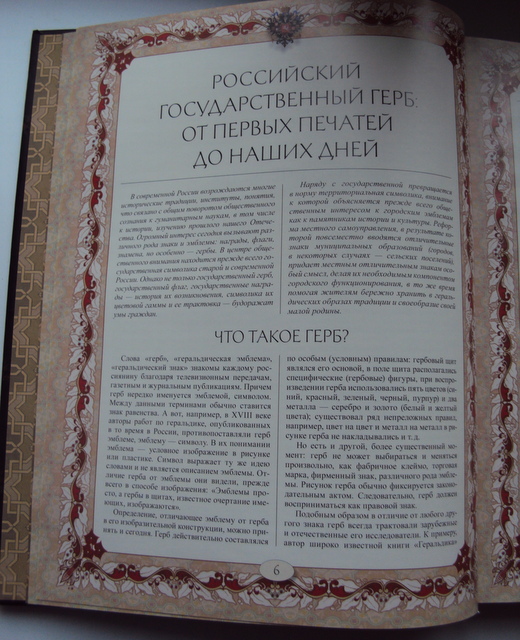 РОССИЙСКИЙ
ГОСУДАРСТВЕННЫЙ ГЕРБ:
ОТ ПЕРВЫХ ПЕЧАТЕЙ
ДО НАШИХ ДНЕЙ
В современной России возрождаются многие
исторические традиции, институты, понятия,
что связано с общим поворотом общественного
сознания к гуманитарным наукам, в том числе
к истории, изучению прошлого нашего Отече-
ства. Огромный интерес сегодня вызывают раз-
личного рода знаки и эмблемы: награды, флаги,
знамена, но особенно — гербы. В центре обще-
ственного внимания находится прежде всего го-
сударственная символика старой и современной
России. Однако не только государственный герб,
государственный флаг, государственные награ-
ды — история их возникновения, символика их
цветовой гаммы и ее трактовка — будоражат
умы граждан.
Наряду с государственной превращается
в норму территориальная символика, внимание
к которой объясняется прежде всего общe-
ственным интересом к городским эмблемам
как к памятникам истории и культуры. Рефор-
ма местного самоуправления, в результате ко-
торой повсеместно вводятся отличительные
знаки муниципальных образований (городов,
в некоторых случаях — сельских поселений),
придает местным отличительным знакам осо-
бый смысл, делая их необходимым компонентом
городского функционирования, в то же время
помогая жителям бережно хранить в гераль-
дических образах традиции и своеобразие своей
малой родины.
ЧТО ТАКОЕ ГЕРБ?
Слова «герб», «геральдическая эмблема»,
«геральдический знак» знакомы каждому рос-
сиянину благодаря телевизионным передачам,
газетным и журнальным публикациям. Причем
герб нередко именуется эмблемой, символом.
Между данными терминами обычно ставится
знак равенства. А вот, например, в XVIII веке
авторы работ по геральдике, опубликованных
в то время в России, противопоставляли герб
эмблеме, эмблему — символу. В их понимании
эмблема — условное изображение в рисунке
или пластике. Символ выражает ту же идею
словами и не является описанием эмблемы. От-
личие герба от эмблемы они видели, прежде
всего в способе изображения: «Эмблемы про-
сто, а гербы в щитах, известное очертание име-
ющих, изображаются».
Определение, отличающее эмблему от герба
в его изобразительной конструкции, можно при-
нять и сегодня. Герб действительно составлялся
по особым (условным) правилам: гербовый щит
являлся его основой, в поле щита располагались
специфические (гербовые) фигуры, при воспро-
изведении герба использовались пять цветов (си-
ний, красный, зеленый, черный, пурпур) и два
металла — серебро и золото (белый и желтый
цвета); существовал ряд непреложных правил,
например, цвет на цвет и металл на металл в ри-
сунке герба не накладывались и т.д.
Но есть и другой, более существенный мо-
мент: герб не может выбираться и меняться
произвольно, как фабричное клеймо, торговая
марка, фирменный знак, различного рода эмбле-
мы. Рисунок герба обычно фиксируется законо-
дательным актом. Следовательно, герб должен
восприниматься как правовой знак.
Подобным образом в отличие от любого дру-
гого знака герб всегда трактовали зарубежные
и отечественные его исследователи. К примеру,
автор широко известной книги «Геральдика»
6